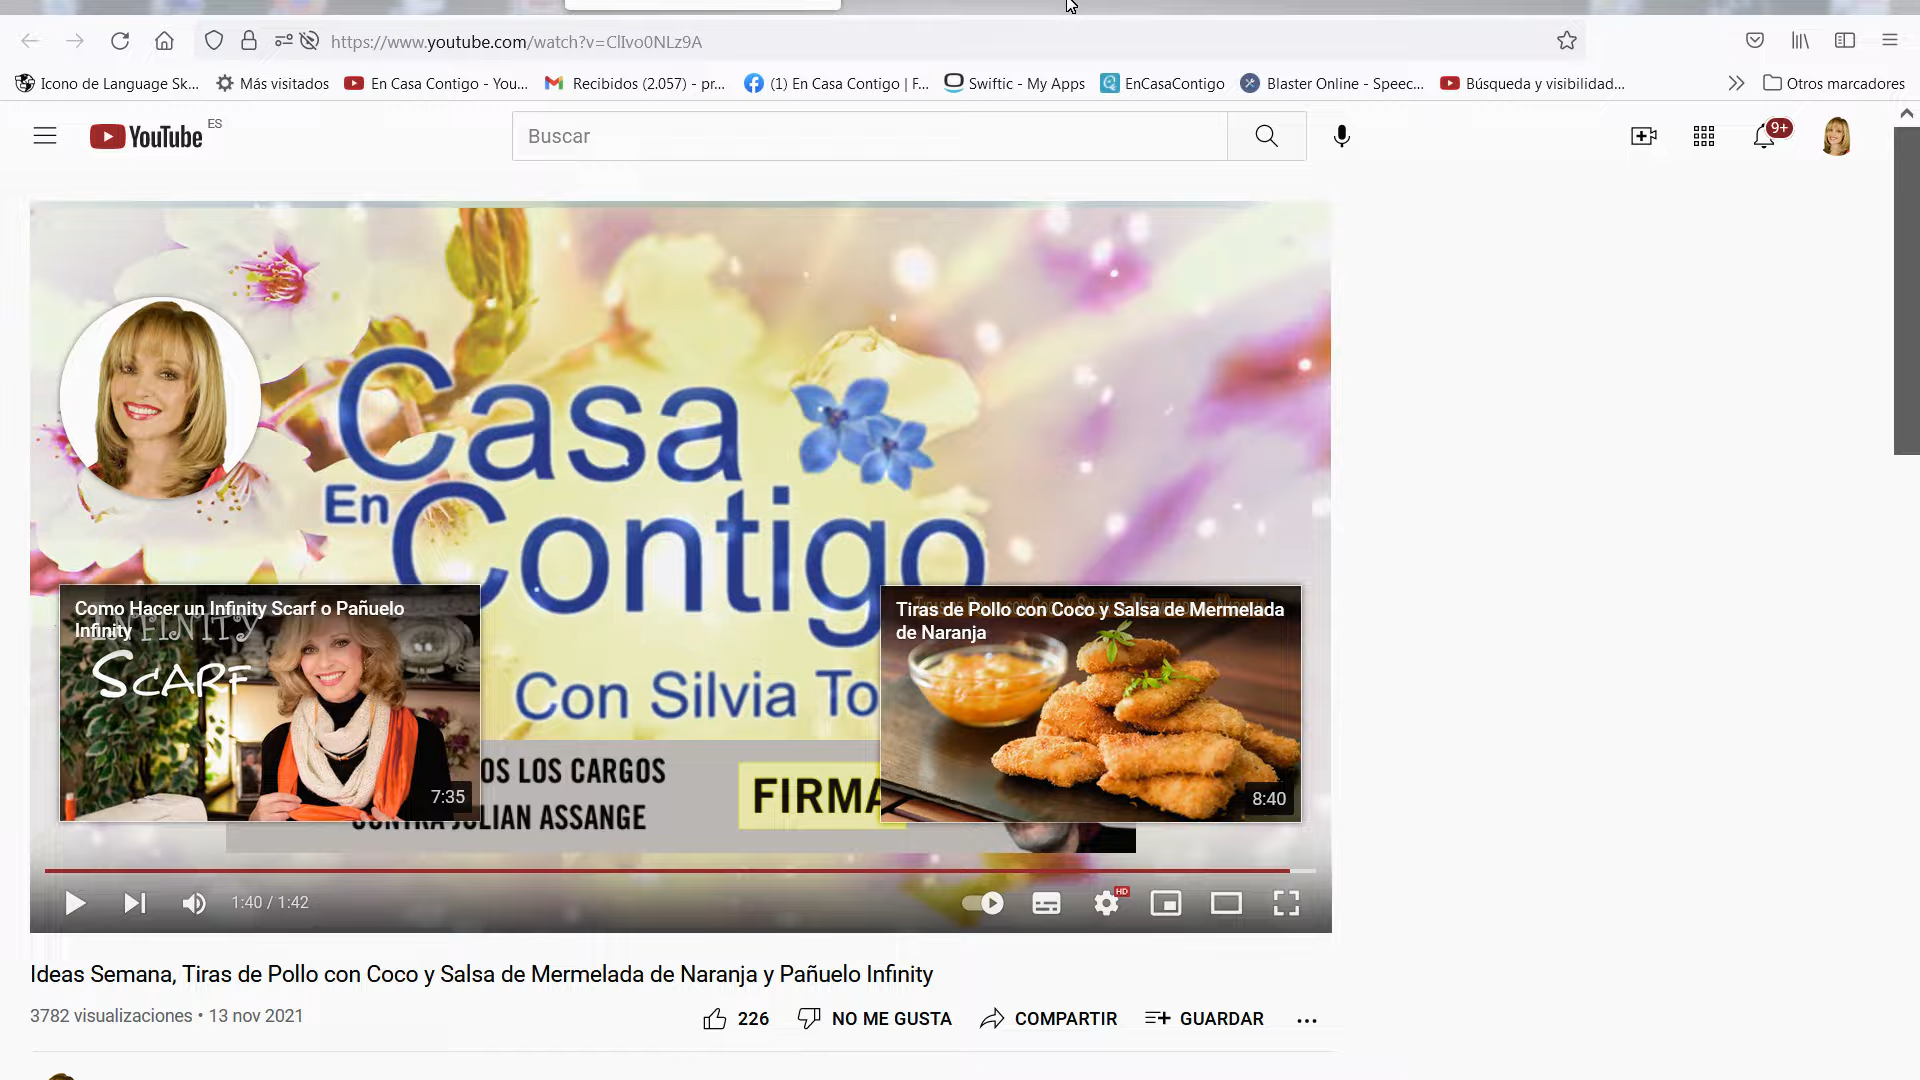 https://www.youtube.com/watch?v=ClIvo0NLz9A
Icono de Language Sk...
Más visitados
En Casa Contigo - You...
Recibidos (2.057) - pr...
(1) En Casa Contigo | F...
Swiftic - My Apps
EnCasaContigo
Blaster Online - Speec...
Búsqueda y visibilidad...
Otros marcadores
YouTube ES
Buscar
9+
Casa
En
Contigo
Con Silvia To
Como Hacer un Infinity Scarf o Pañuelo
Infinity
INFINITY
SCARF
7:35
Tiras de Pollo con Coco y Salsa de Mermelada
de Naranja
8:40
OS LOS CARGOS
CONTRA JULIAN ASSANGE
FIRMA
1:40 / 1:42
HD
Ideas Semana, Tiras de Pollo con Coco y Salsa de Mermelada de Naranja y Pañuelo Infinity
3782 visualizaciones • 13 nov 2021
226
NO ME GUSTA
COMPARTIR
GUARDAR